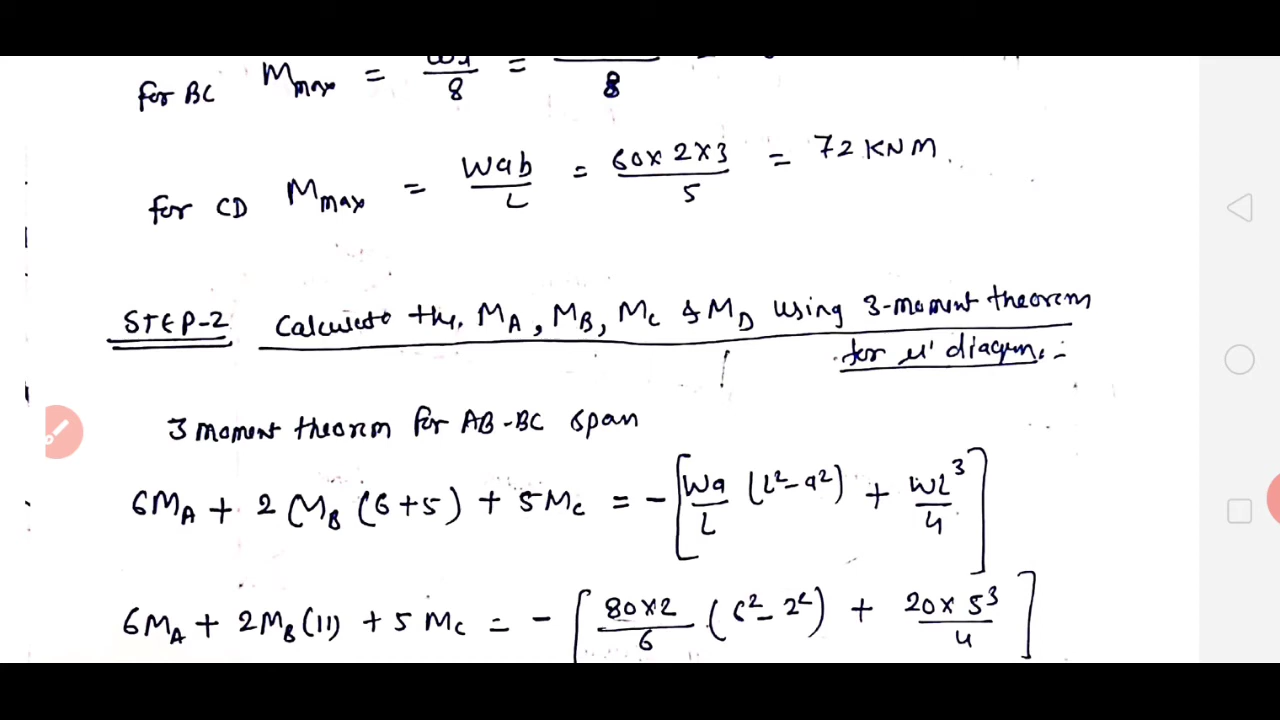 for BC Mmax = wl/8 = /8 =
for CD Mmax = Wab/L = 60×2×3/5 = 72 KNM.
STEP-2 Calculate the MA, MB, MC & MD using 3-moment theorem
for μ' diagram :-
3 moment theorem for AB-BC span
6MA + 2(MB(6+5) + 5MC = -[Wa/L (L²-a²) + wl³/4]
6MA + 2MB(11) + 5MC = -[80×2/6 (6²-2²) + 20×5³/4]